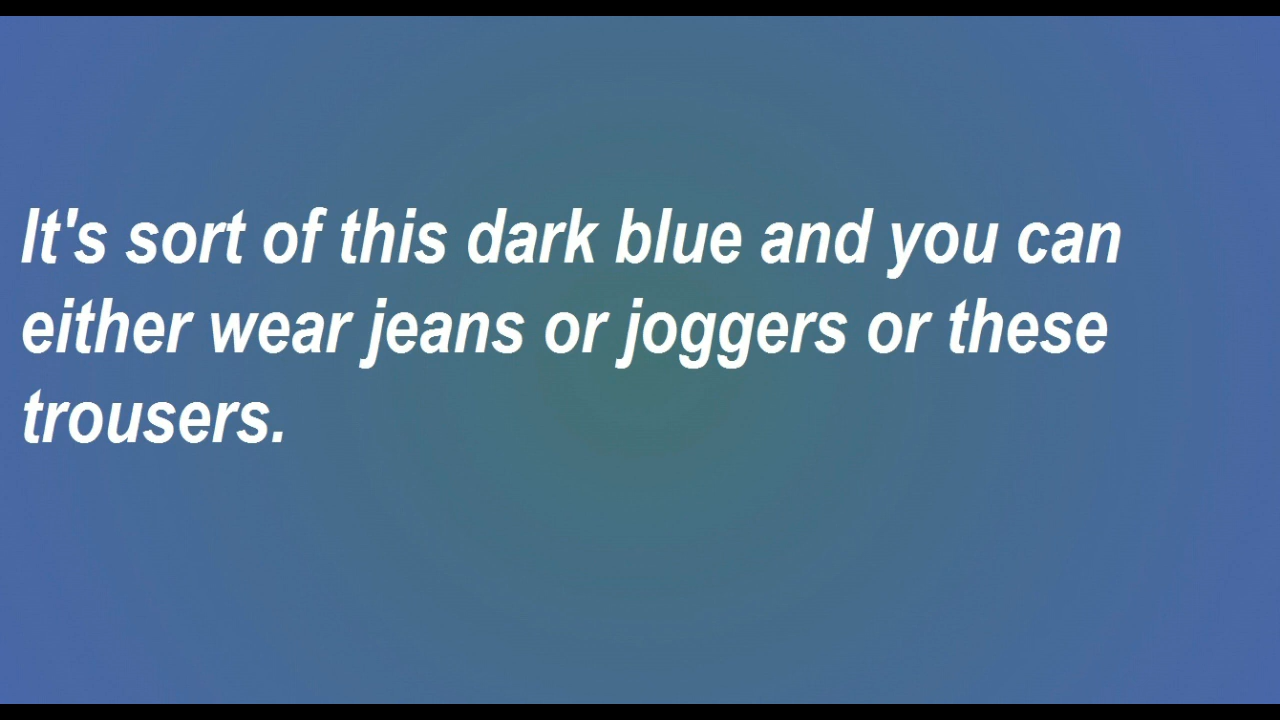 It's sort of this dark blue and you can
either wear jeans or joggers or these
trousers.